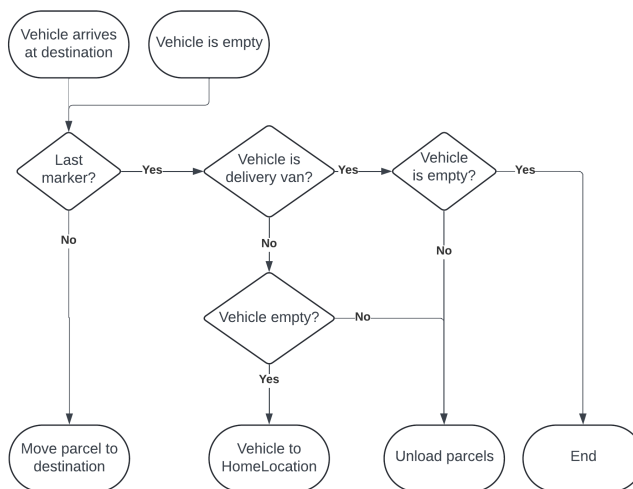 Vehicle arrives
at destination
Vehicle is empty
Last
marker?
Yes
Vehicle is
delivery van?
Yes
Vehicle
is empty?
Yes
No
No
No
Vehicle empty?
No
Yes
Move parcel to
destination
Vehicle to
HomeLocation
Unload parcels
End